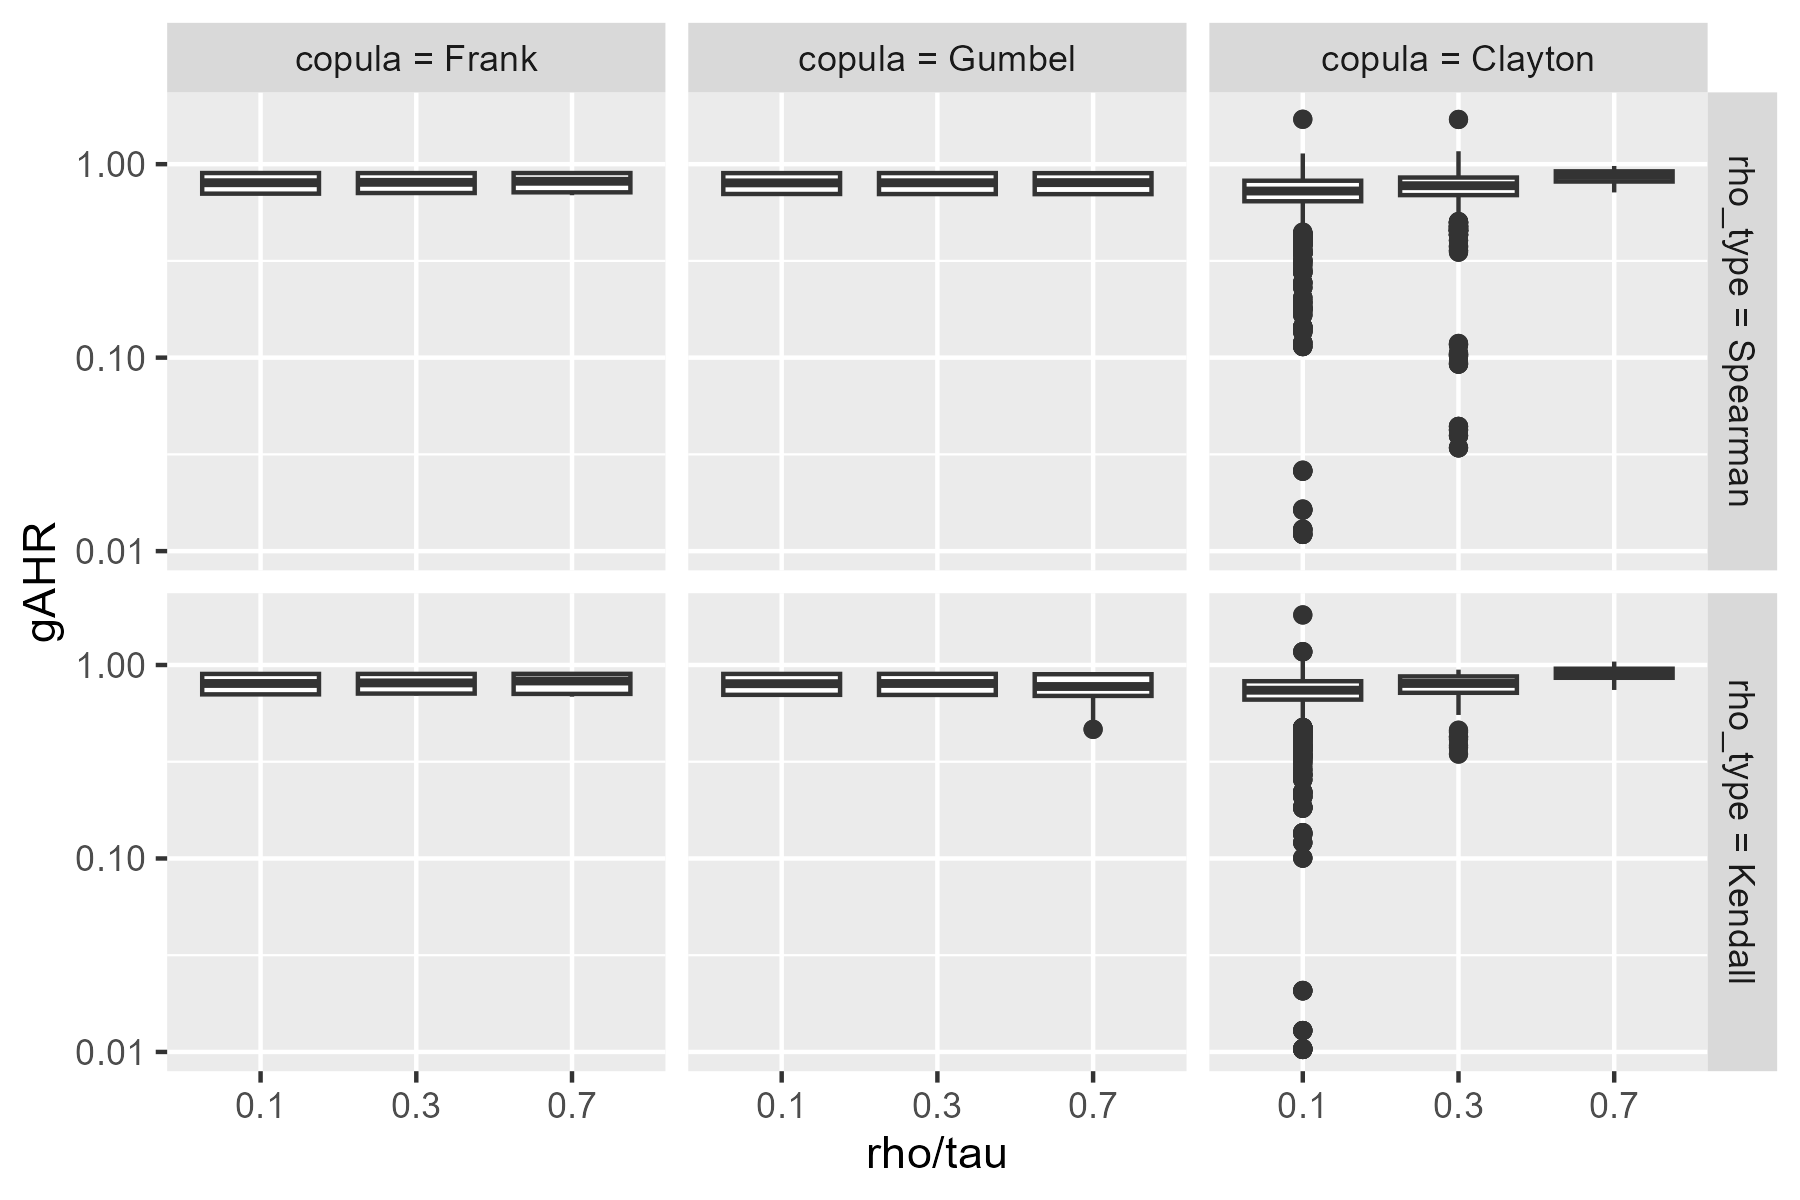 copula = Frank
copula = Gumbel
copula = Clayton
1.00
0.10
0.01
rho_type = Spearman
gAHR
1.00
0.10
0.01
rho_type = Kendall
0.1 0.3 0.7
0.1 0.3 0.7
0.1 0.3 0.7
rho/tau